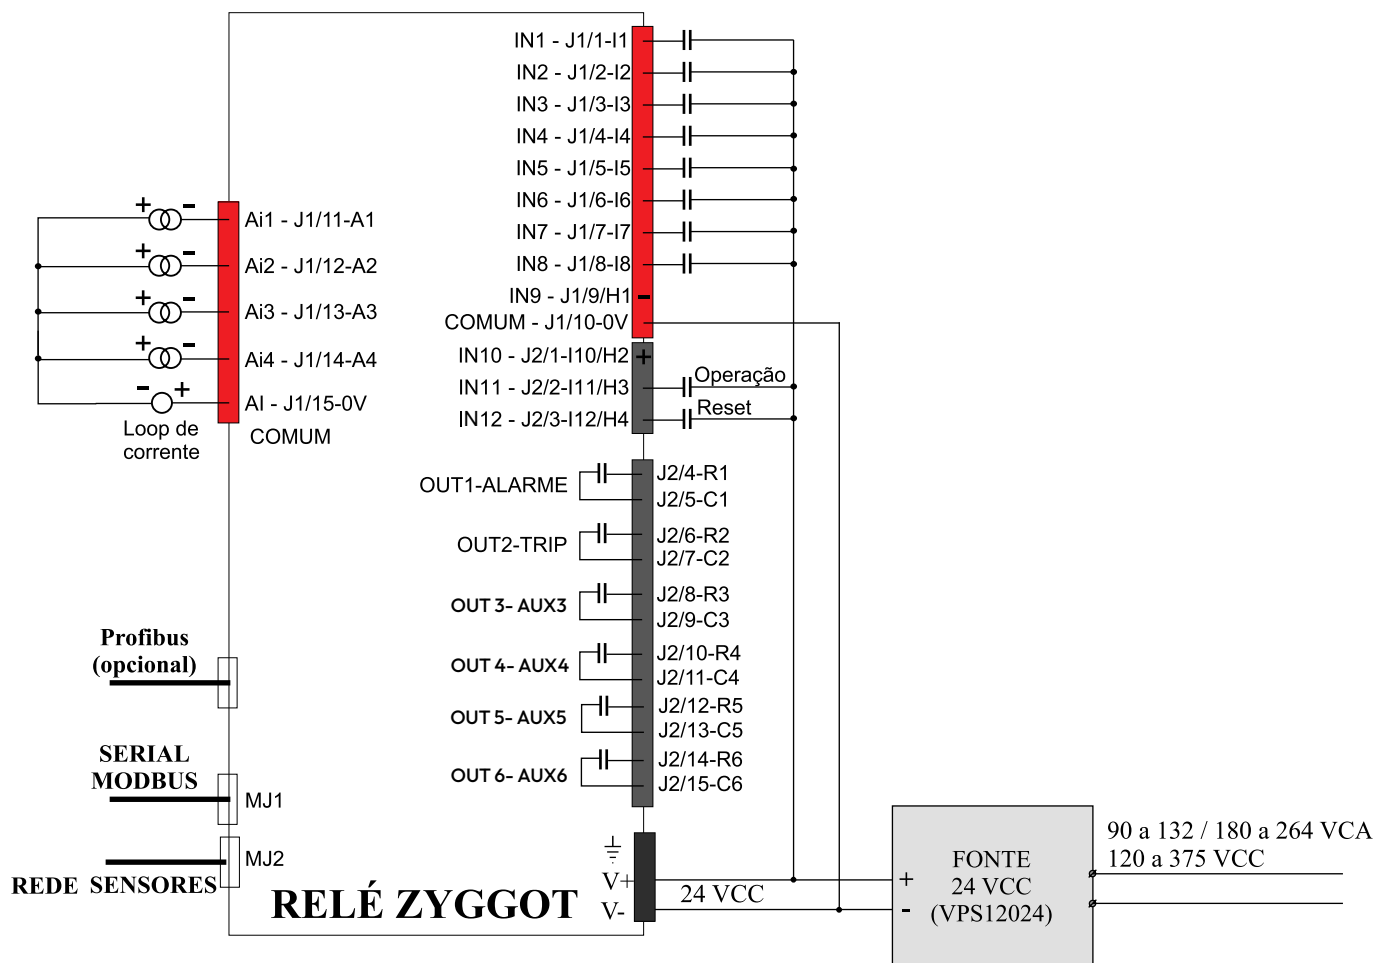 IN1 - J1/1-I1
IN2 - J1/2-I2
IN3 - J1/3-I3
IN4 - J1/4-I4
IN5 - J1/5-I5
IN6 - J1/6-I6
IN7 - J1/7-I7
IN8 - J1/8-I8
IN9 - J1/9/H1 -
COMUM - J1/10-0V
IN10 - J2/1-I10/H2 +
IN11 - J2/2-I11/H3
Operação
IN12 - J2/3-I12/H4
Reset
+ - Ai1 - J1/11-A1
+ - Ai2 - J1/12-A2
+ - Ai3 - J1/13-A3
+ - Ai4 - J1/14-A4
- + AI - J1/15-0V
Loop de
corrente
COMUM
OUT1-ALARME
J2/4-R1
J2/5-C1
OUT2-TRIP
J2/6-R2
J2/7-C2
OUT 3- AUX3
J2/8-R3
J2/9-C3
OUT 4- AUX4
J2/10-R4
J2/11-C4
OUT 5- AUX5
J2/12-R5
J2/13-C5
OUT 6- AUX6
J2/14-R6
J2/15-C6
Profibus
(opcional)
SERIAL
MODBUS
MJ1
MJ2
REDE SENSORES
RELÉ ZYGGOT
V+
V-
24 VCC
+
-
FONTE
24 VCC
(VPS12024)
90 a 132 / 180 a 264 VCA
120 a 375 VCC